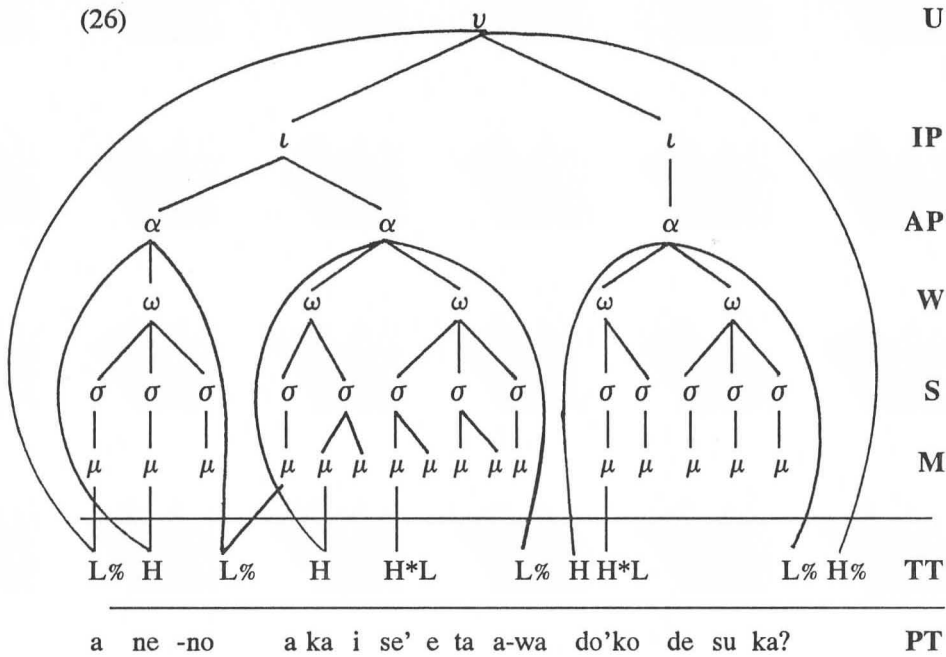 (26) υ U
ι ι IP
α α α AP
ω ω ω ω ω W
σ σ σ σ σ σ σ σ σ σ σ σ σ S
μ μ μ μ μ μ μ μ μ μ μ μ μ μ μ μ M
L% H L% H H*L L% H H*L L% H% TT
a ne -no a ka i se' e ta a-wa do'ko de su ka? PT